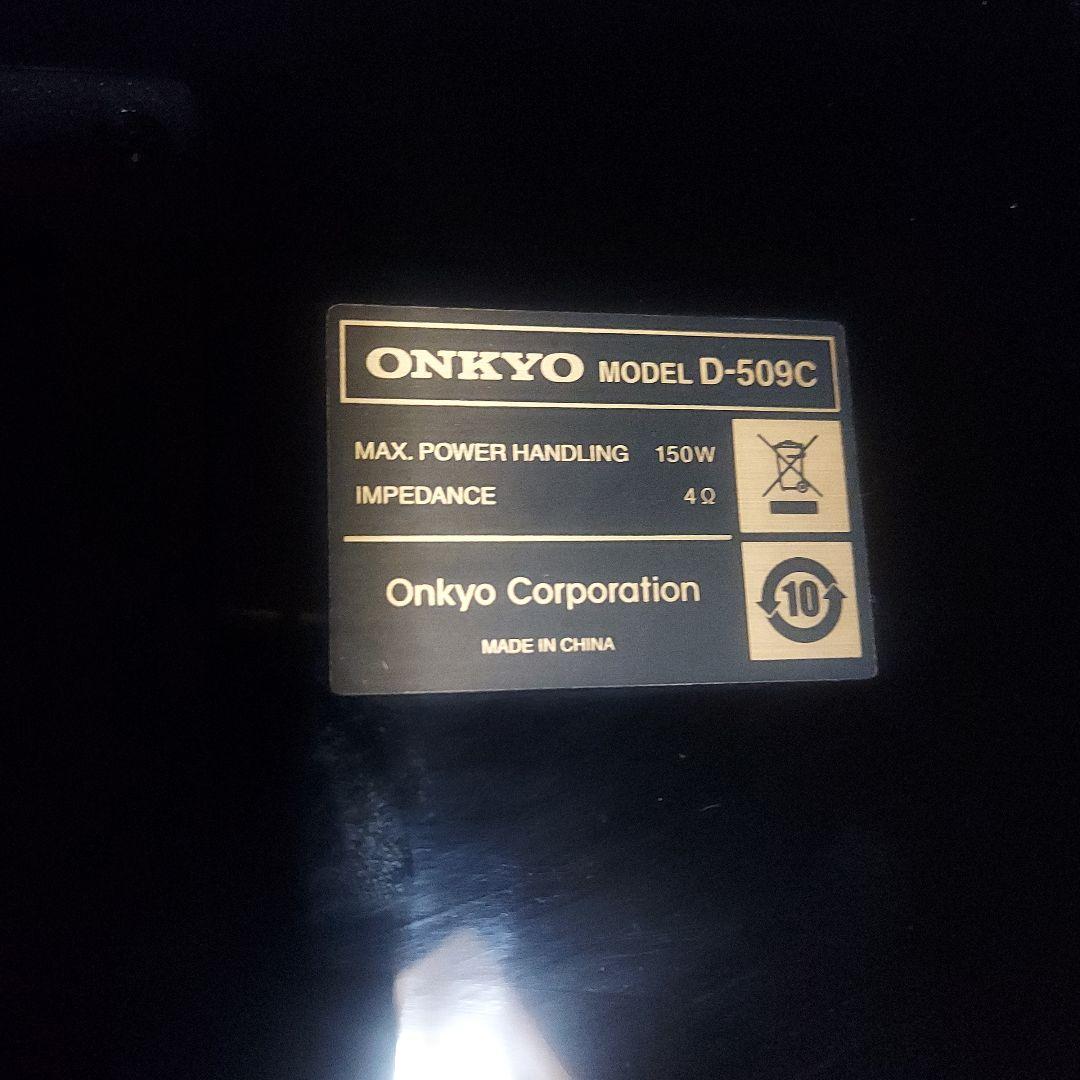 ONKYO MODEL D-509C
MAX. POWER HANDLING 150W
IMPEDANCE 4Ω
Onkyo Corporation
MADE IN CHINA
10